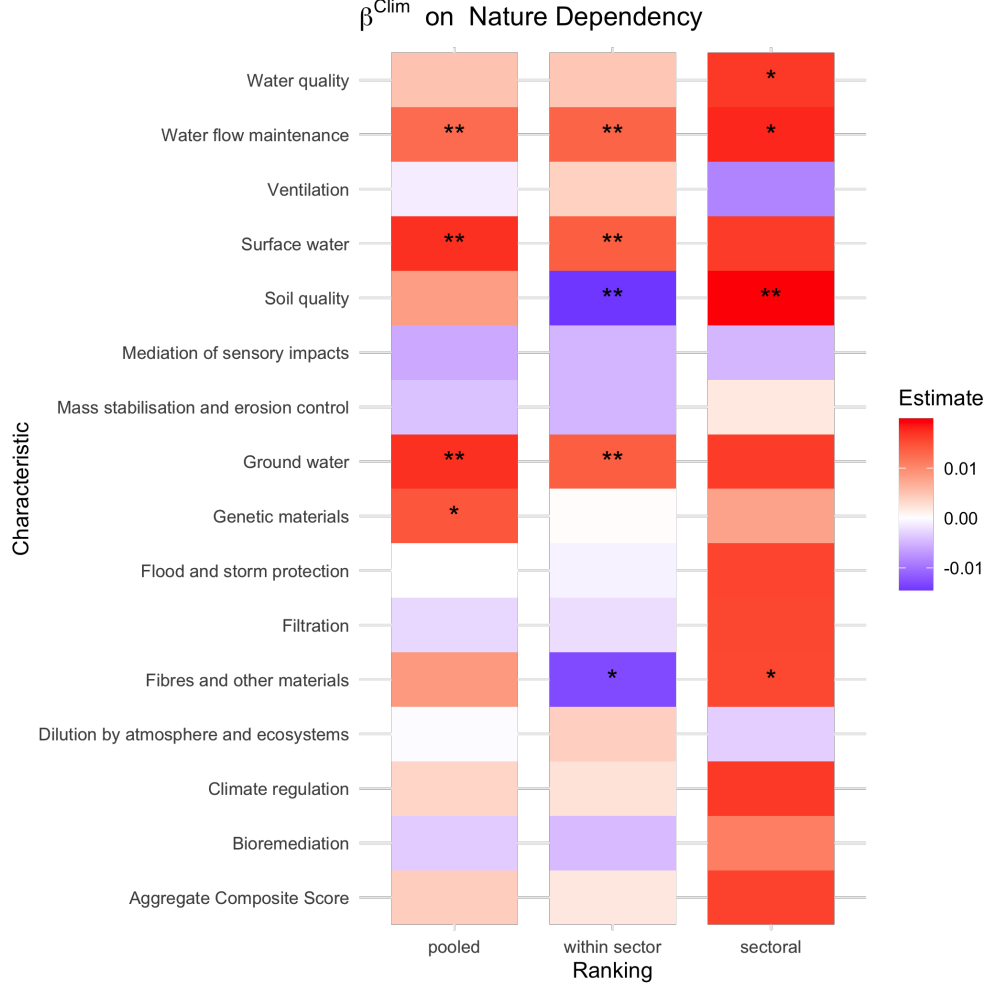 βClim on Nature Dependency
Water quality *
Water flow maintenance ** ** *
Ventilation
Surface water ** **
Soil quality ** **
Mediation of sensory impacts
Mass stabilisation and erosion control
Ground water ** **
Genetic materials *
Flood and storm protection
Filtration
Fibres and other materials * *
Dilution by atmosphere and ecosystems
Climate regulation
Bioremediation
Aggregate Composite Score
Characteristic
pooled within sector sectoral
Ranking
Estimate
0.01
0.00
-0.01